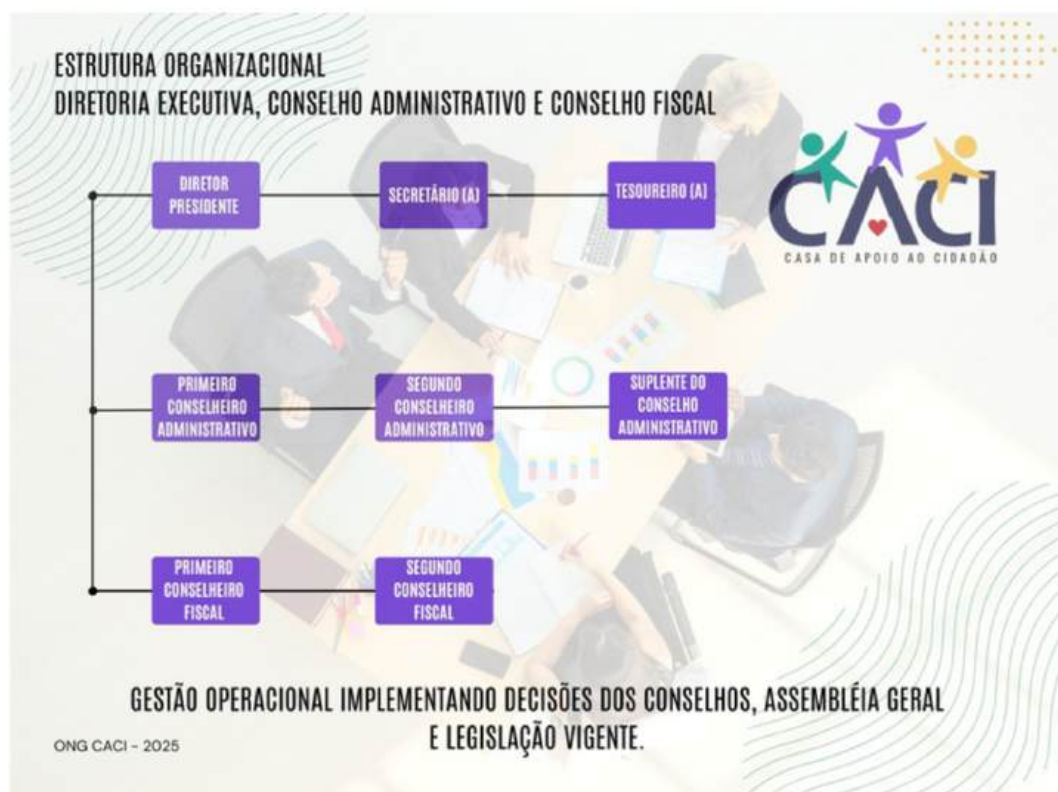 ESTRUTURA ORGANIZACIONAL
DIRETORIA EXECUTIVA, CONSELHO ADMINISTRATIVO E CONSELHO FISCAL
CACI
CASA DE APOIO AO CIDADÃO
DIRETOR
PRESIDENTE
SECRETÁRIO (A)
TESOUREIRO (A)
PRIMEIRO
CONSELHEIRO
ADMINISTRATIVO
SEGUNDO
CONSELHEIRO
ADMINISTRATIVO
SUPLENTE DO
CONSELHO
ADMINISTRATIVO
PRIMEIRO
CONSELHEIRO
FISCAL
SEGUNDO
CONSELHEIRO
FISCAL
GESTÃO OPERACIONAL IMPLEMENTANDO DECISÕES DOS CONSELHOS, ASSEMBLÉIA GERAL
E LEGISLAÇÃO VIGENTE.
ONG CACI - 2025